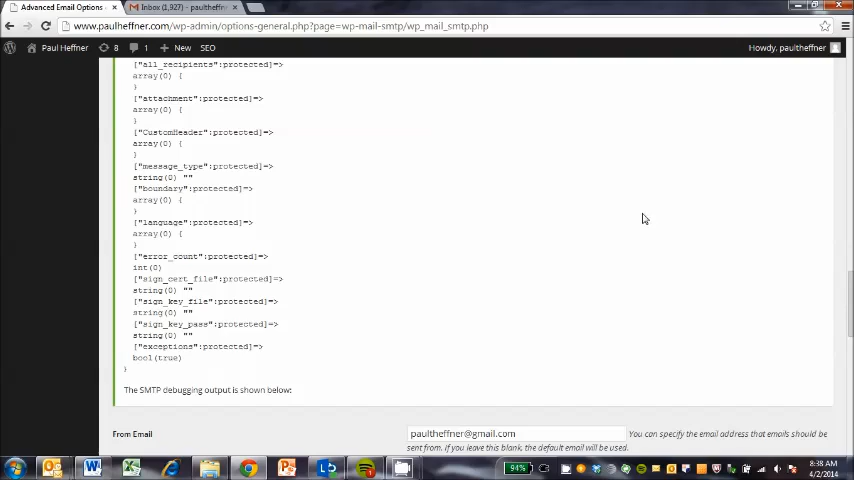 Advanced Email Options
Inbox (1,927) - paultheffn
www.paulheffner.com/wp-admin/options-general.php?page=wp-mail-smtp/wp_mail_smtp.php
Paul Heffner 8 1 New SEO Howdy, paultheffner
["all_recipients":protected]=>
array(0) {
}
["attachment":protected]=>
array(0) {
}
["CustomHeader":protected]=>
array(0) {
}
["message_type":protected]=>
string(0) ""
["boundary":protected]=>
array(0) {
}
["language":protected]=>
array(0) {
}
["error_count":protected]=>
int(0)
["sign_cert_file":protected]=>
string(0) ""
["sign_key_file":protected]=>
string(0) ""
["sign_key_pass":protected]=>
string(0) ""
["exceptions":protected]=>
bool(true)
}
The SMTP debugging output is shown below:
From Email paultheffner@gmail.com You can specify the email address that emails should be
sent from. If you leave this blank, the default email will be used.
94%
8:38 AM
4/2/2014